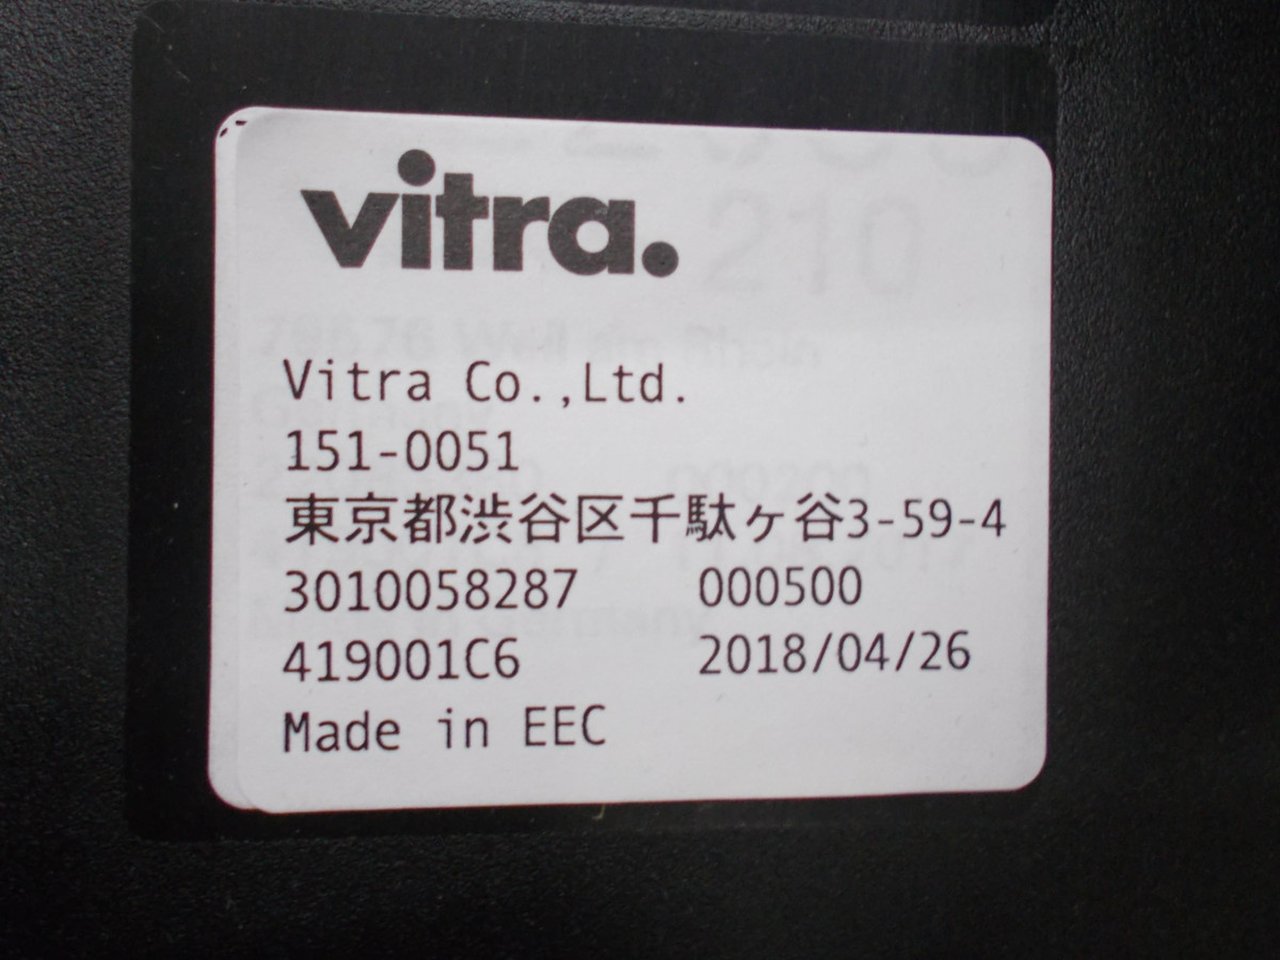 vitra.
Vitra Co.,Ltd.
151-0051
東京都渋谷区千駄ヶ谷3-59-4
3010058287 000500
419001C6 2018/04/26
Made in EEC
210